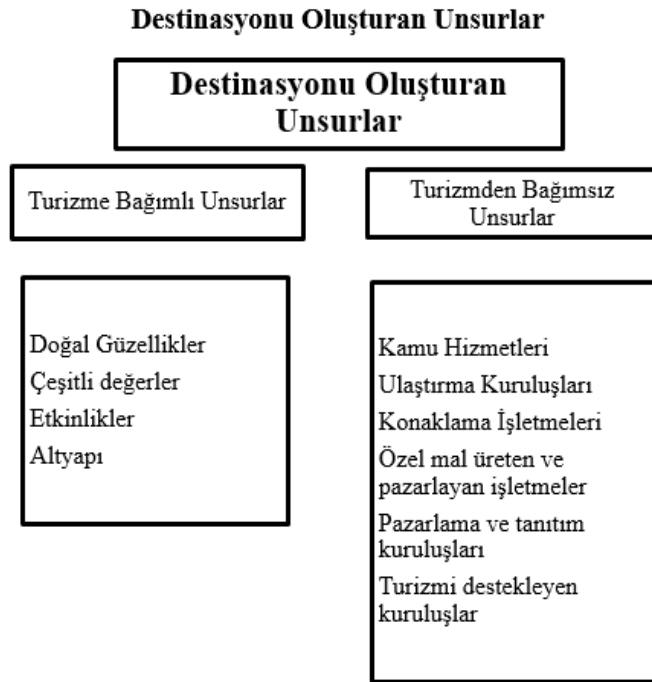 Destinasyonu Oluşturan Unsurlar
Destinasyonu Oluşturan
Unsurlar
Turizme Bağımlı Unsurlar
Turizmden Bağımsız
Unsurlar
Doğal Güzellikler
Çeşitli değerler
Etkinlikler
Altyapı
Kamu Hizmetleri
Ulaştırma Kuruluşları
Konaklama İşletmeleri
Özel mal üreten ve
pazarlayan işletmeler
Pazarlama ve tanıtım
kuruluşları
Turizmi destekleyen
kuruluşlar